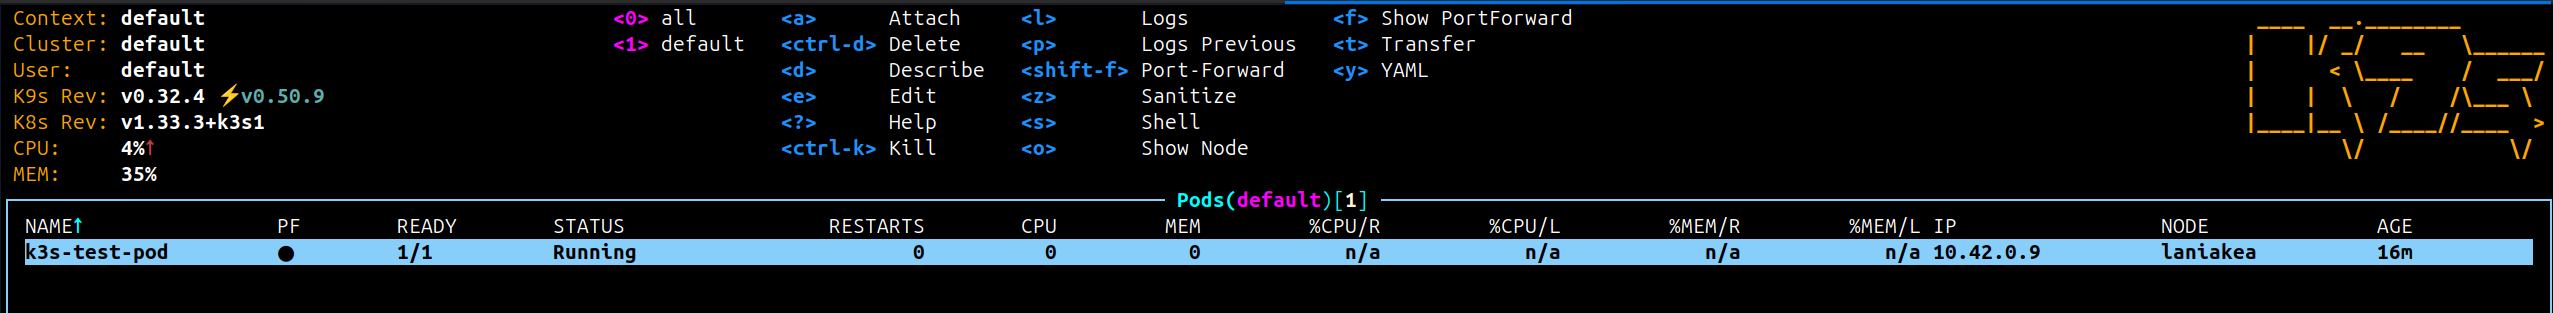 Context: default <0> all <a> Attach <l> Logs <f> Show PortForward
Cluster: default <1> default <ctrl-d> Delete <p> Logs Previous <t> Transfer
User: default <d> Describe <shift-f> Port-Forward <y> YAML
K9s Rev: v0.32.4 ⚡v0.50.9 <e> Edit <z> Sanitize
K8s Rev: v1.33.3+k3s1 <?> Help <s> Shell
CPU: 4%↑ <ctrl-k> Kill <o> Show Node
MEM: 35%
Pods(default)[1]
NAME↑ PF READY STATUS RESTARTS CPU MEM %CPU/R %CPU/L %MEM/R %MEM/L IP NODE AGE
k3s-test-pod ● 1/1 Running 0 0 0 n/a n/a n/a n/a 10.42.0.9 laniakea 16m